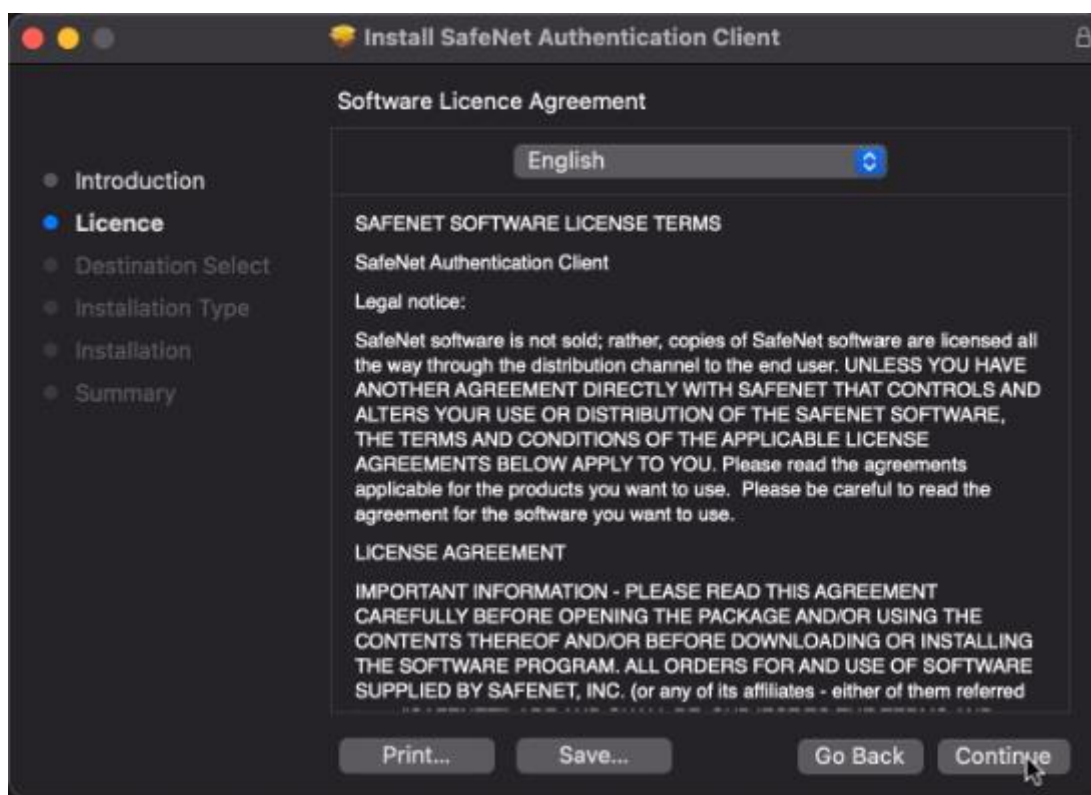 Install SafeNet Authentication Client
Software Licence Agreement
English
Introduction
Licence
Destination Select
Installation Type
Installation
Summary
SAFENET SOFTWARE LICENSE TERMS
SafeNet Authentication Client
Legal notice:
SafeNet software is not sold; rather, copies of SafeNet software are licensed all
the way through the distribution channel to the end user. UNLESS YOU HAVE
ANOTHER AGREEMENT DIRECTLY WITH SAFENET THAT CONTROLS AND
ALTERS YOUR USE OR DISTRIBUTION OF THE SAFENET SOFTWARE,
THE TERMS AND CONDITIONS OF THE APPLICABLE LICENSE
AGREEMENTS BELOW APPLY TO YOU. Please read the agreements
applicable for the products you want to use. Please be careful to read the
agreement for the software you want to use.
LICENSE AGREEMENT
IMPORTANT INFORMATION - PLEASE READ THIS AGREEMENT
CAREFULLY BEFORE OPENING THE PACKAGE AND/OR USING THE
CONTENTS THEREOF AND/OR BEFORE DOWNLOADING OR INSTALLING
THE SOFTWARE PROGRAM. ALL ORDERS FOR AND USE OF SOFTWARE
SUPPLIED BY SAFENET, INC. (or any of its affiliates - either of them referred
Print...
Save...
Go Back
Continue